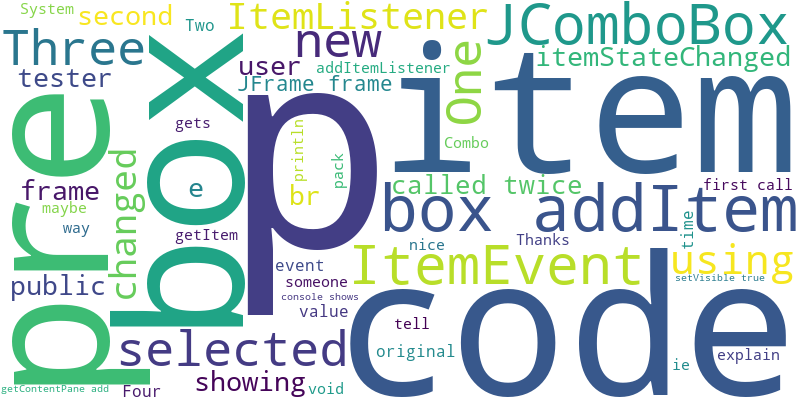 System
second
Two
ItemListener
JComboBox
Three
new
itemStateChanged
tester
user
addItemListener
JFrame frame
One
pre
box
p
item
gets
println
pack
Combo
changed
frame
e
br
called twice
first call
maybe
way
getItem
box addItem
time
nice
Thanks
public
event
someone
console shows
value
ItemEvent
using
setVisible true
selected
code
tell
original
explain
ie
showing
void
getContentPane add
Four